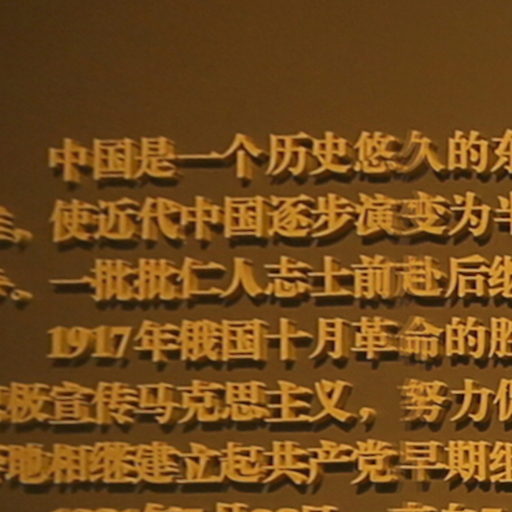 中国是一个历史悠久的东
，使近代中国逐步演变为半
。一批批仁人志士前赴后继
1917年俄国十月革命的胜
极宣传马克思主义，努力
地相继建立起共产党早期组